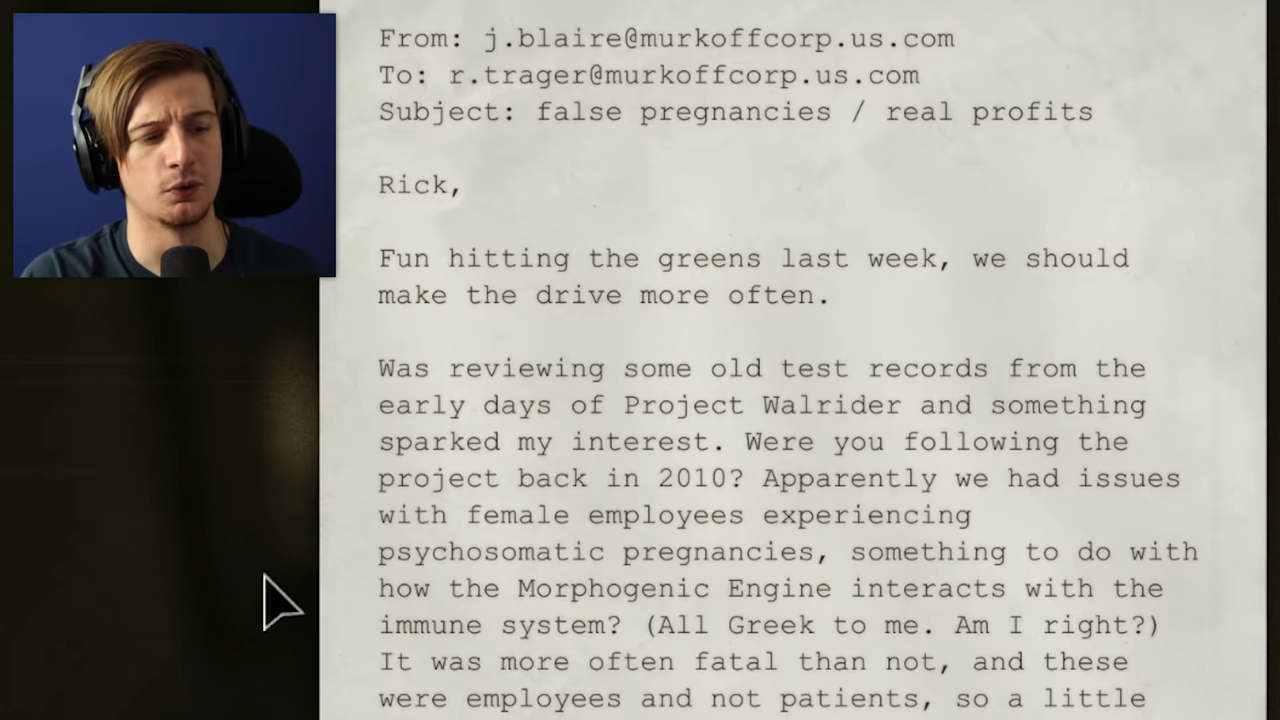 From: j.blaire@murkoffcorp.us.com
To: r.trager@murkoffcorp.us.com
Subject: false pregnancies / real profits
Rick,
Fun hitting the greens last week, we should
make the drive more often.
Was reviewing some old test records from the
early days of Project Walrider and something
sparked my interest. Were you following the
project back in 2010? Apparently we had issues
with female employees experiencing
psychosomatic pregnancies, something to do with
how the Morphogenic Engine interacts with the
immune system? (All Greek to me. Am I right?)
It was more often fatal than not, and these
were employees and not patients, so a little